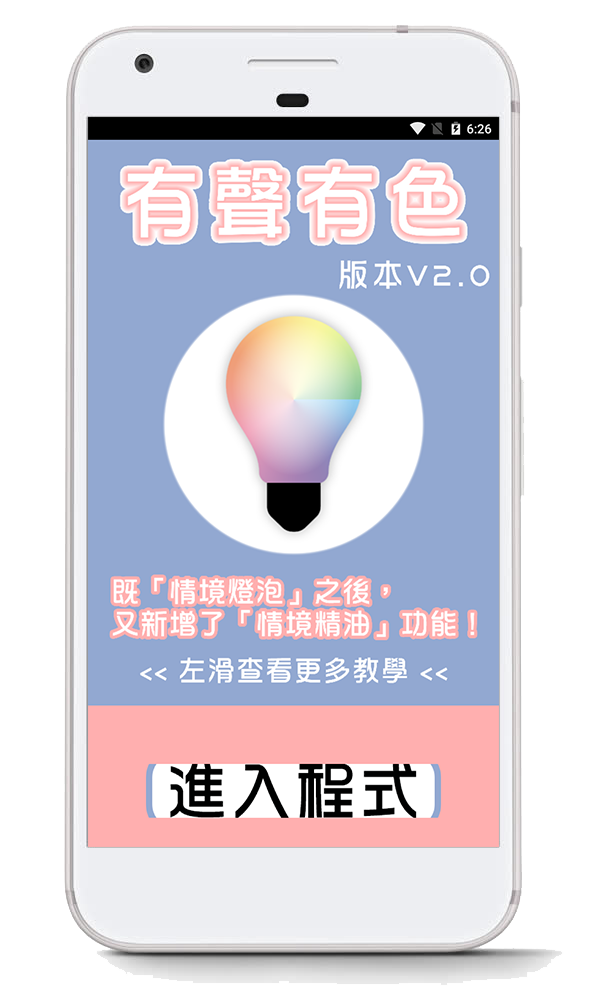 6:26
有聲有色
版本V2.0
既「情境燈泡」之後，
又新增了「情境精油」功能！
<< 左滑查看更多教學 <<
進入程式